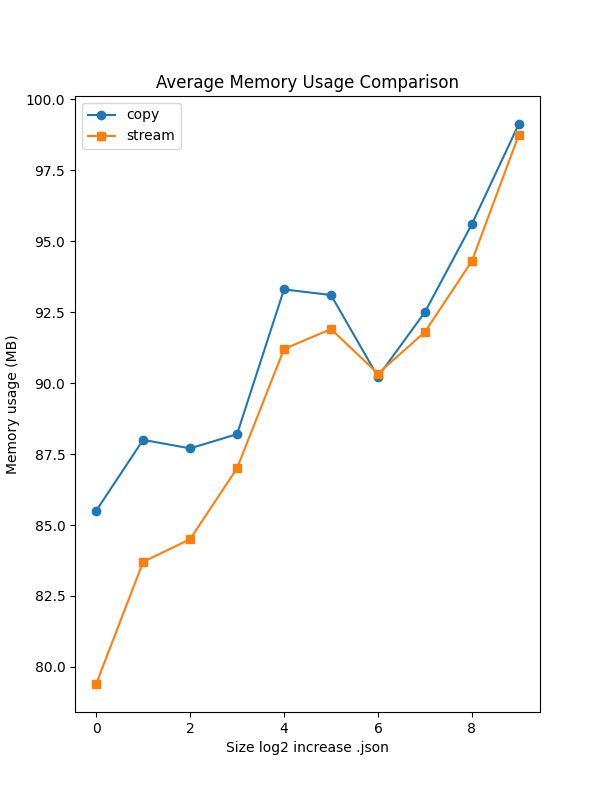 Average Memory Usage Comparison
copy
stream
100.0
97.5
95.0
92.5
90.0
87.5
85.0
82.5
80.0
Memory usage (MB)
0 2 4 6 8
Size log2 increase .json